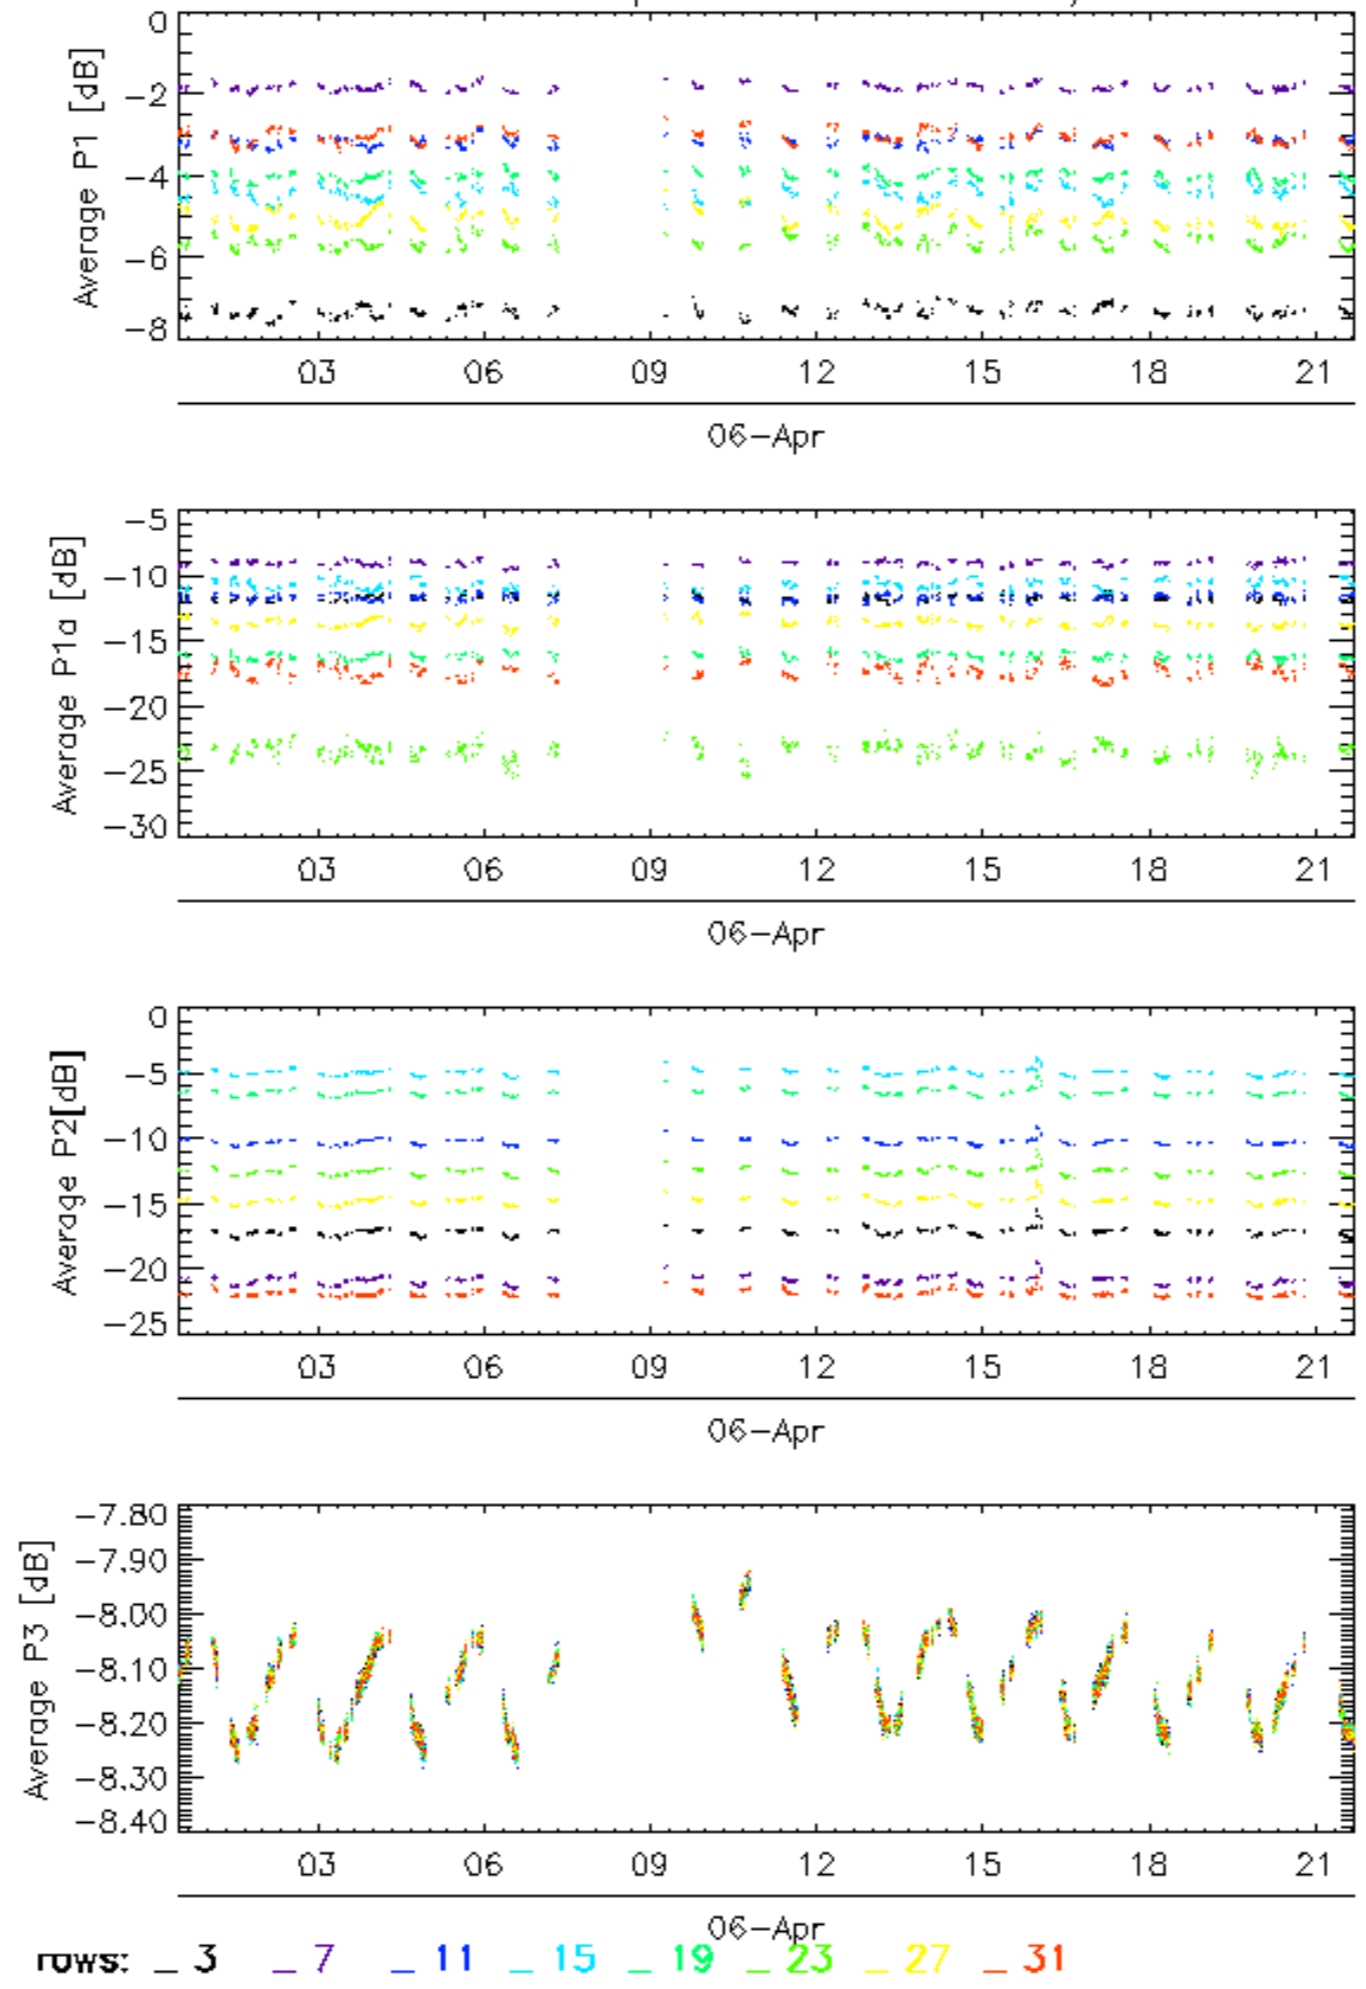 Average P1 [dB]
0
−2
−4
−6
−8
03 06 09 12 15 18 21
06−Apr
Average P1a [dB]
−5
−10
−15
−20
−25
−30
03 06 09 12 15 18 21
06−Apr
Average P2[dB]
0
−5
−10
−15
−20
−25
03 06 09 12 15 18 21
06−Apr
Average P3 [dB]
−7.80
−7.90
−8.00
−8.10
−8.20
−8.30
−8.40
03 06 09 12 15 18 21
06−Apr
rows: _ 3 _ 7 _ 11 _ 15 _ 19 _ 23 _ 27 _ 31